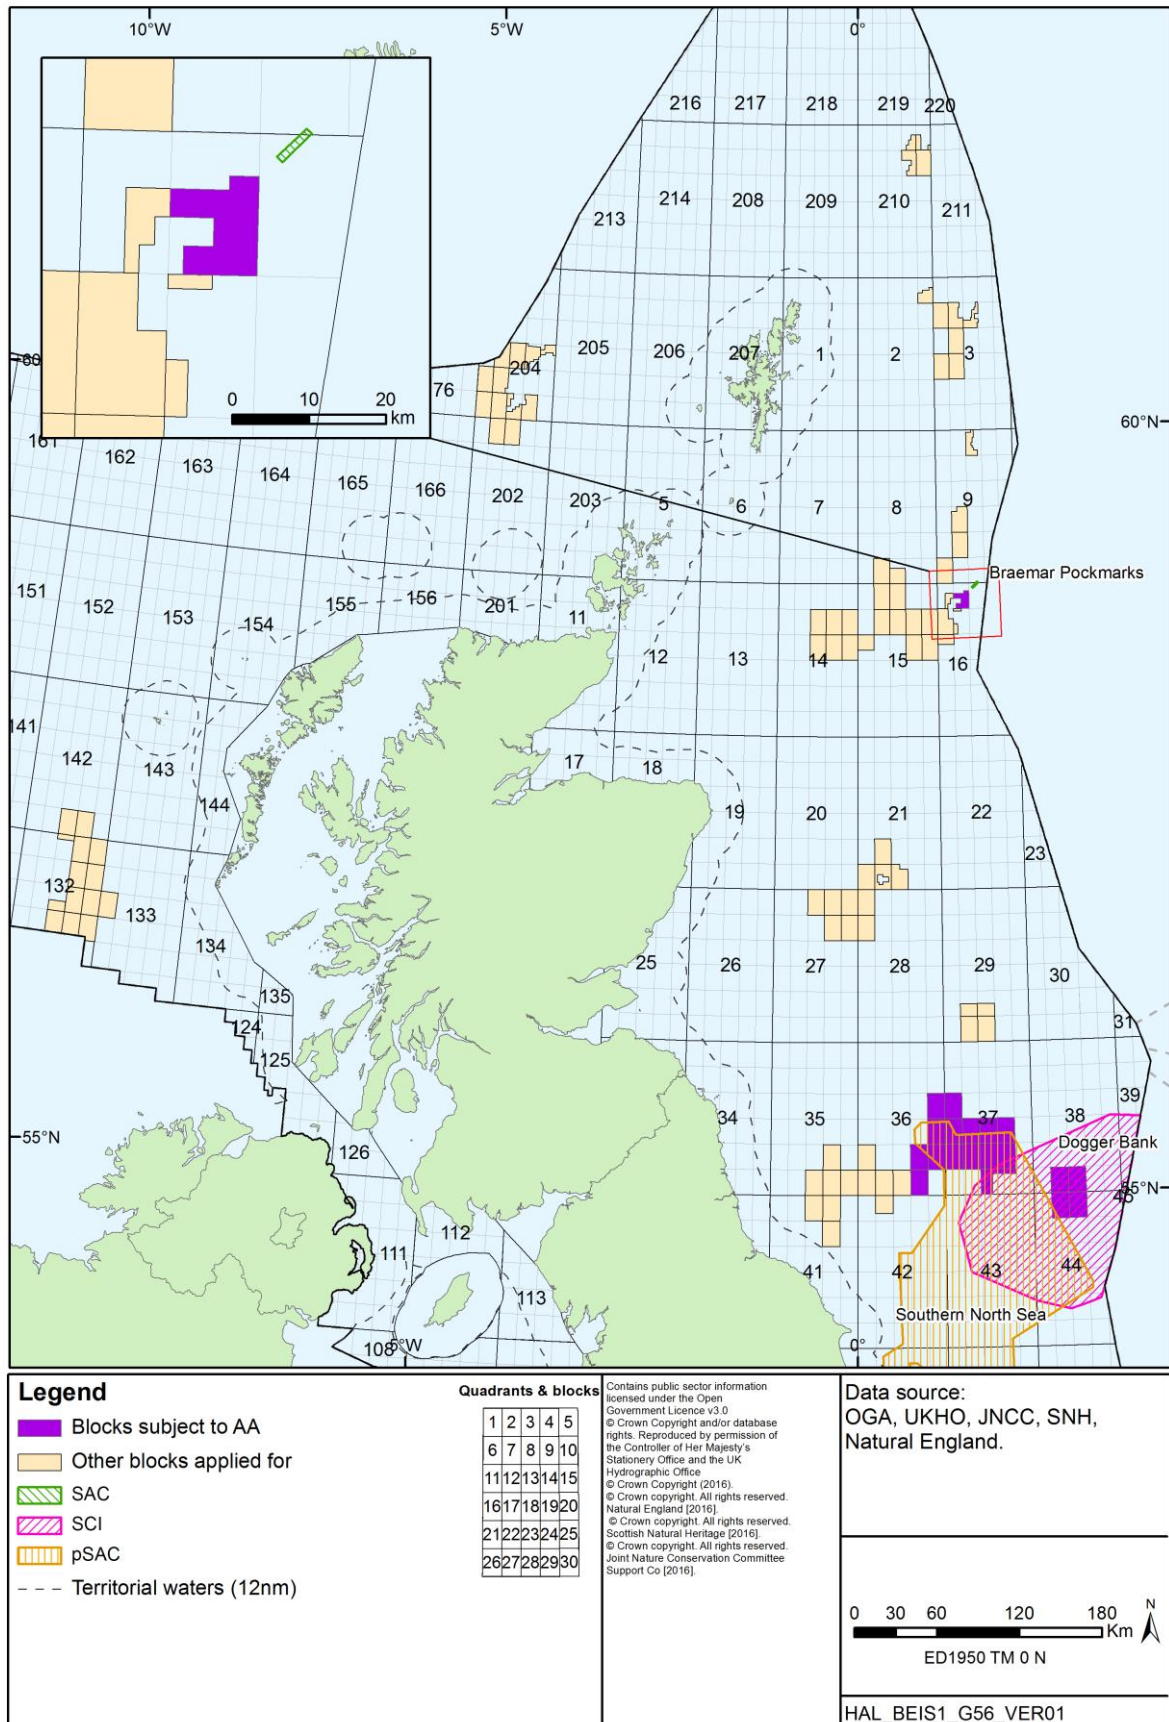 10°W
5°W
0°
216
217
218
219
220
214
208
209
210
211
213
205
206
207
1
2
3
204
76
60°N
0
10
20
km
161
162
163
164
165
166
202
203
5
6
7
8
9
Braemar Pockmarks
151
152
153
154
155
156
201
11
12
13
14
15
16
141
142
143
144
17
18
19
20
21
22
23
132
133
134
135
124
125
25
26
27
28
29
30
31
34
35
36
37
38
39
Dogger Bank
55°N
55°N
45
126
112
111
113
108
5°W
41
42
43
44
Southern North Sea
0°
Legend
Blocks subject to AA
Other blocks applied for
SAC
SCI
pSAC
Territorial waters (12nm)
Quadrants & blocks
1 2 3 4 5
6 7 8 9 10
11 12 13 14 15
16 17 18 19 20
21 22 23 24 25
26 27 28 29 30
Contains public sector information
licensed under the Open
Government Licence v3.0
© Crown Copyright and/or database
rights. Reproduced by permission of
the Controller of Her Majesty's
Stationery Office and the UK
Hydrographic Office
© Crown Copyright (2016).
© Crown copyright. All rights reserved.
Natural England [2016].
© Crown copyright. All rights reserved.
Scottish Natural Heritage [2016].
© Crown copyright. All rights reserved.
Joint Nature Conservation Committee
Support Co [2016].
Data source:
OGA, UKHO, JNCC, SNH,
Natural England.
0 30 60 120 180
Km
N
ED1950 TM 0 N
HAL_BEIS1_G56_VER01